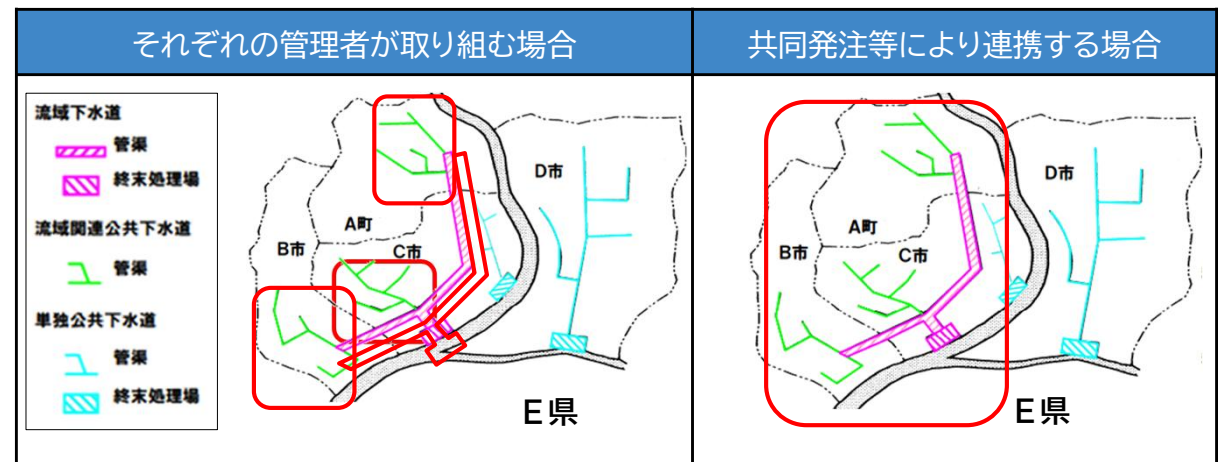 それぞれの管理者が取り組む場合
共同発注等により連携する場合
流域下水道
管渠
終末処理場
流域関連公共下水道
管渠
単独公共下水道
管渠
終末処理場
A町
B市
C市
D市
E県
A町
B市
C市
D市
E県